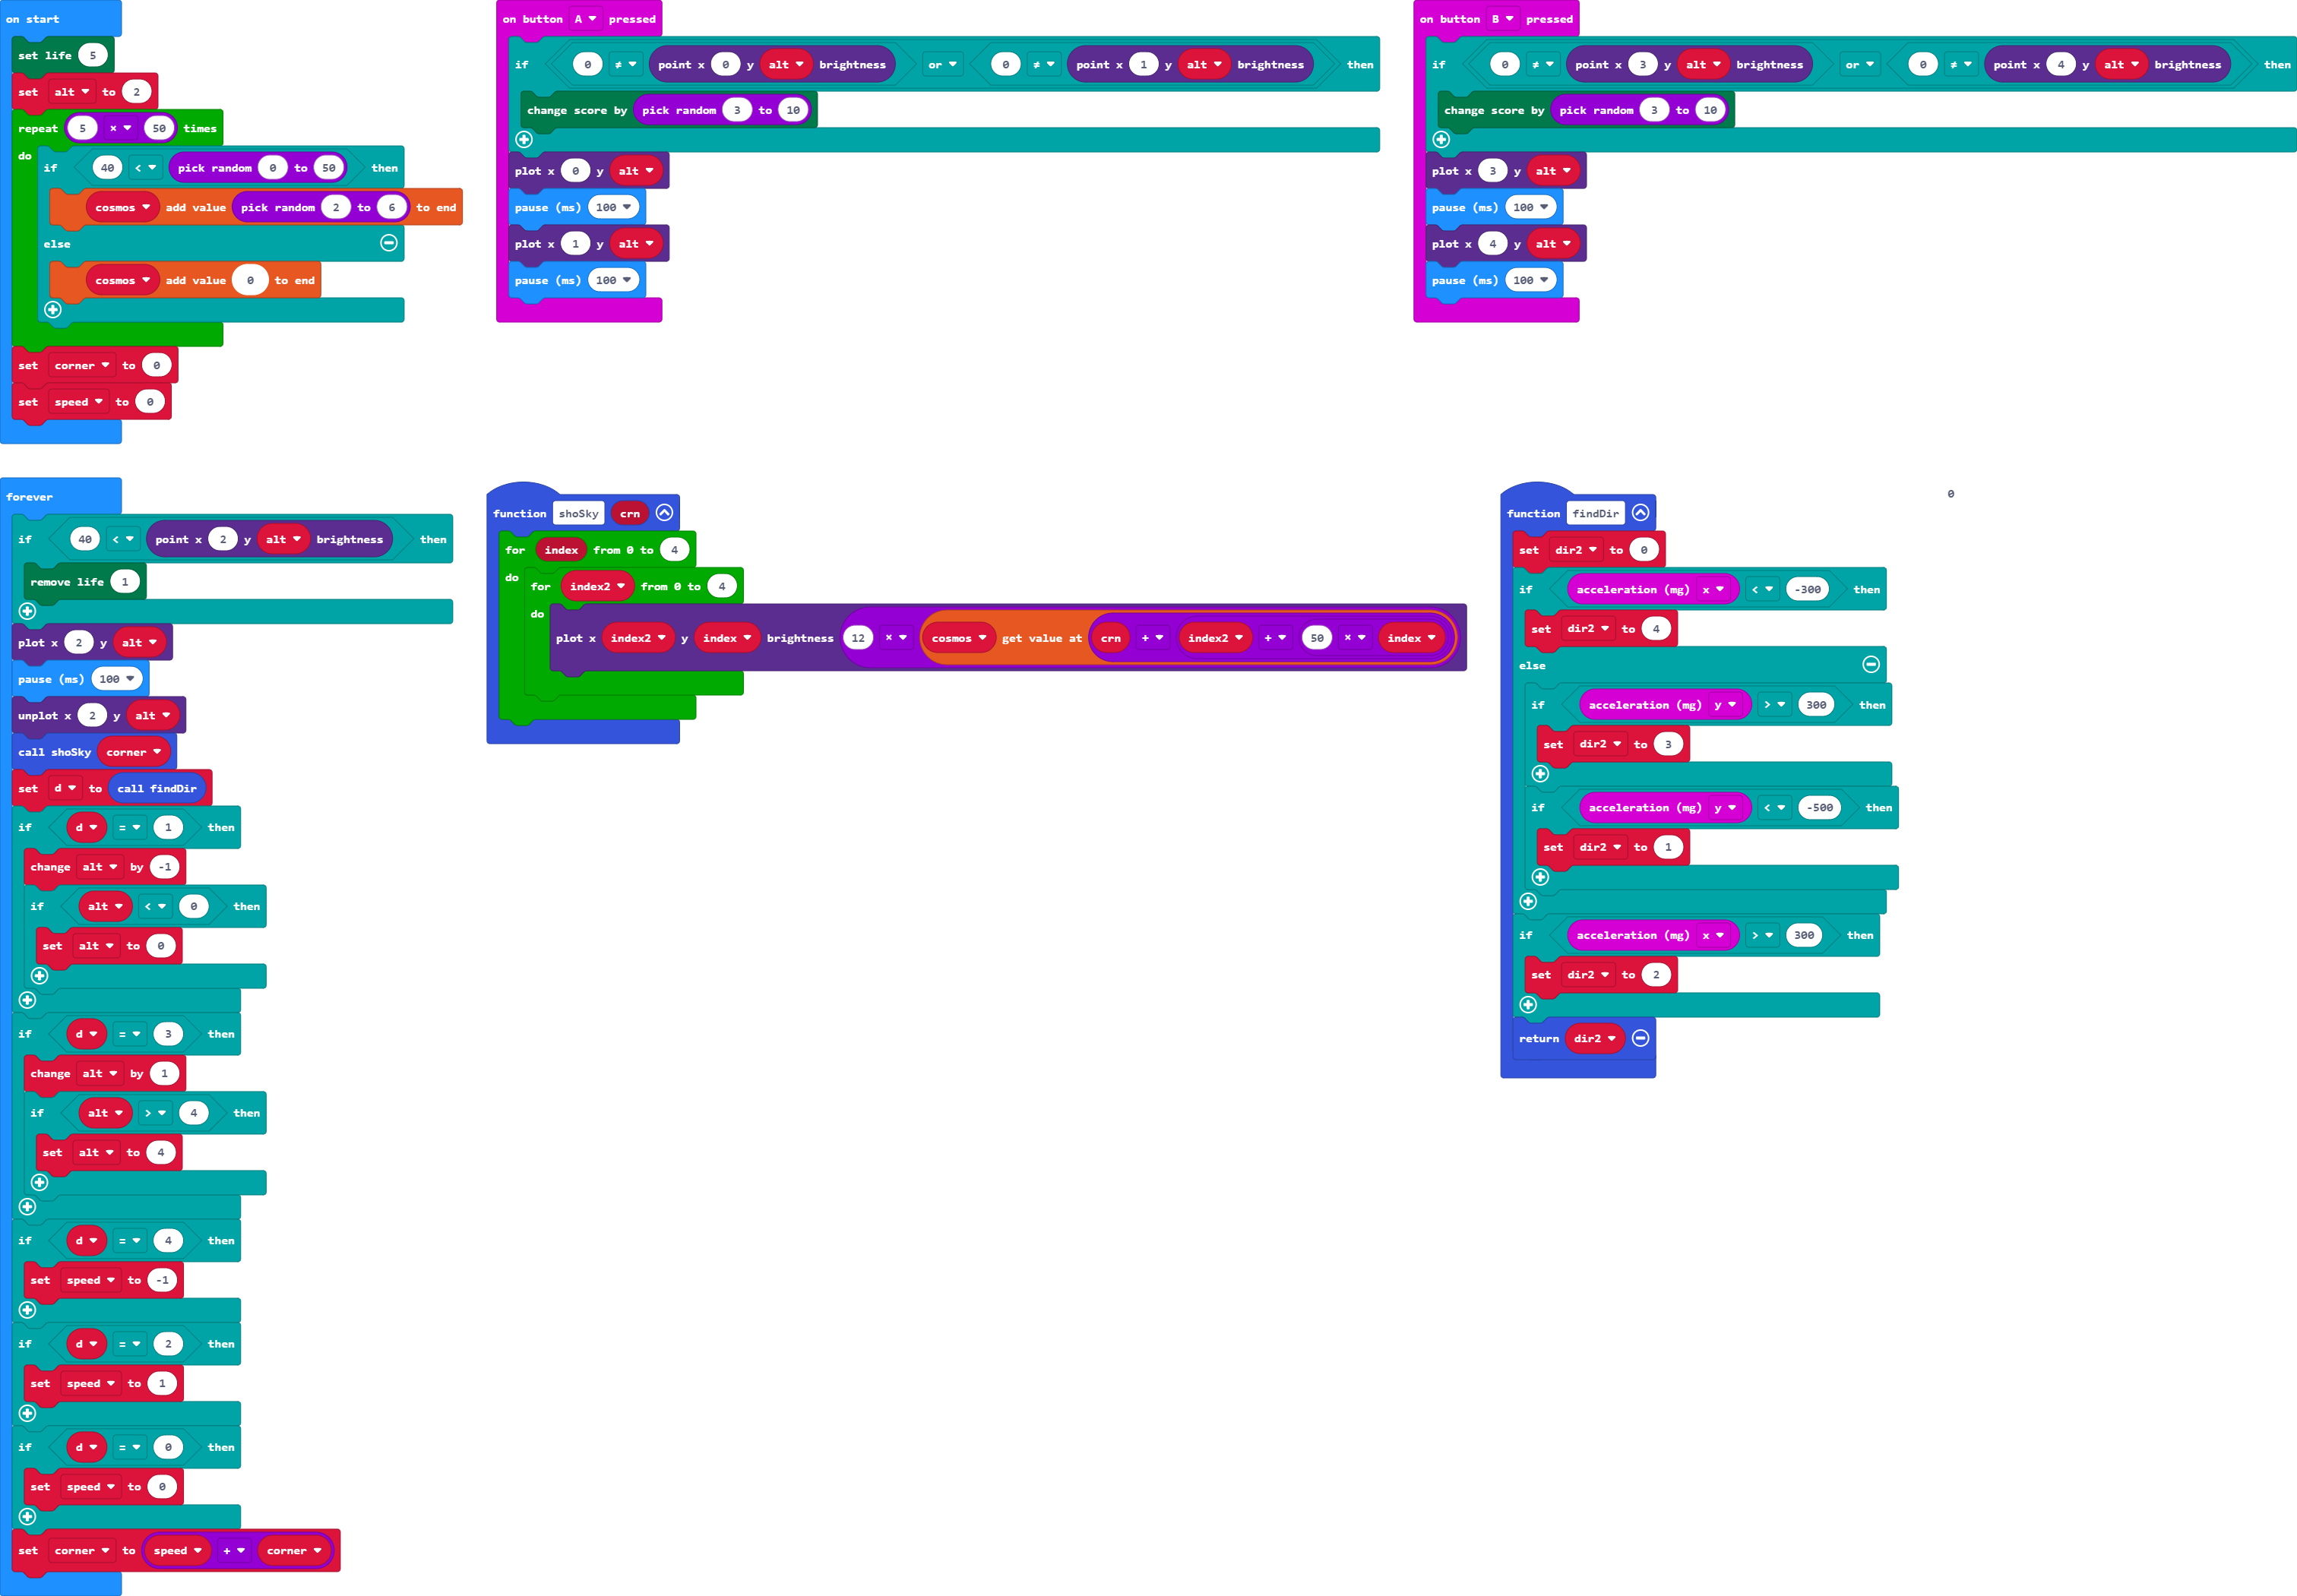 on start
set life 5
set alt to 2
repeat 5 × 50 times
do
if 40 < pick random 0 to 50 then
cosmos add value pick random 2 to 6 to end
else
cosmos add value 0 to end
set corner to 0
set speed to 0
on button A pressed
if 0 ≠ point x 0 y alt brightness or 0 ≠ point x 1 y alt brightness then
change score by pick random 3 to 10
plot x 0 y alt
pause (ms) 100
plot x 1 y alt
pause (ms) 100
on button B pressed
if 0 ≠ point x 3 y alt brightness or 0 ≠ point x 4 y alt brightness then
change score by pick random 3 to 10
plot x 3 y alt
pause (ms) 100
plot x 4 y alt
pause (ms) 100
forever
if 40 < point x 2 y alt brightness then
remove life 1
plot x 2 y alt
pause (ms) 100
unplot x 2 y alt
call shoSky corner
set d to call findDir
if d = 1 then
change alt by -1
if alt < 0 then
set alt to 0
if d = 3 then
change alt by 1
if alt > 4 then
set alt to 4
if d = 4 then
set speed to -1
if d = 2 then
set speed to 1
if d = 0 then
set speed to 0
set corner to speed + corner
function shoSky crn
for index from 0 to 4
do
for index2 from 0 to 4
do
plot x index2 y index brightness 12 × cosmos get value at crn + index2 + 50 × index
function findDir
set dir2 to 0
if acceleration (mg) x < -300 then
set dir2 to 4
else
if acceleration (mg) y > 300 then
set dir2 to 3
if acceleration (mg) y < -500 then
set dir2 to 1
if acceleration (mg) x > 300 then
set dir2 to 2
return dir2
0